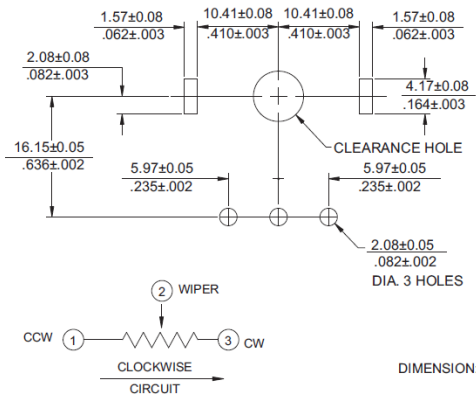 1.57±0.08
.062±.003
10.41±0.08
.410±.003
10.41±0.08
.410±.003
1.57±0.08
.062±.003
2.08±0.08
.082±.003
4.17±0.08
.164±.003
CLEARANCE HOLE
16.15±0.05
.636±.002
5.97±0.05
.235±.002
5.97±0.05
.235±.002
2.08±0.05
.082±.002
DIA. 3 HOLES
2 WIPER
CCW 1
3 CW
CLOCKWISE
CIRCUIT
DIMENSION